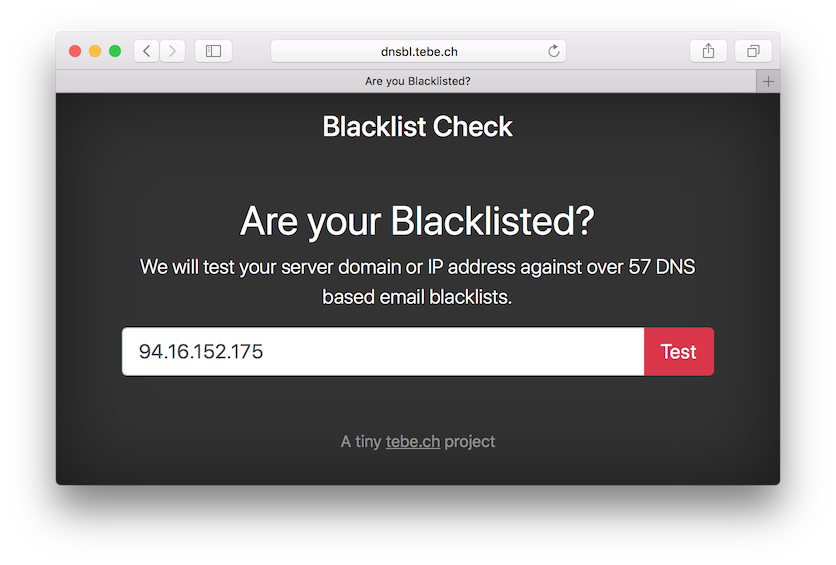 dnsbl.tebe.ch
Are you Blacklisted?
Blacklist Check
Are your Blacklisted?
We will test your server domain or IP address against over 57 DNS
based email blacklists.
94.16.152.175
Test
A tiny tebe.ch project